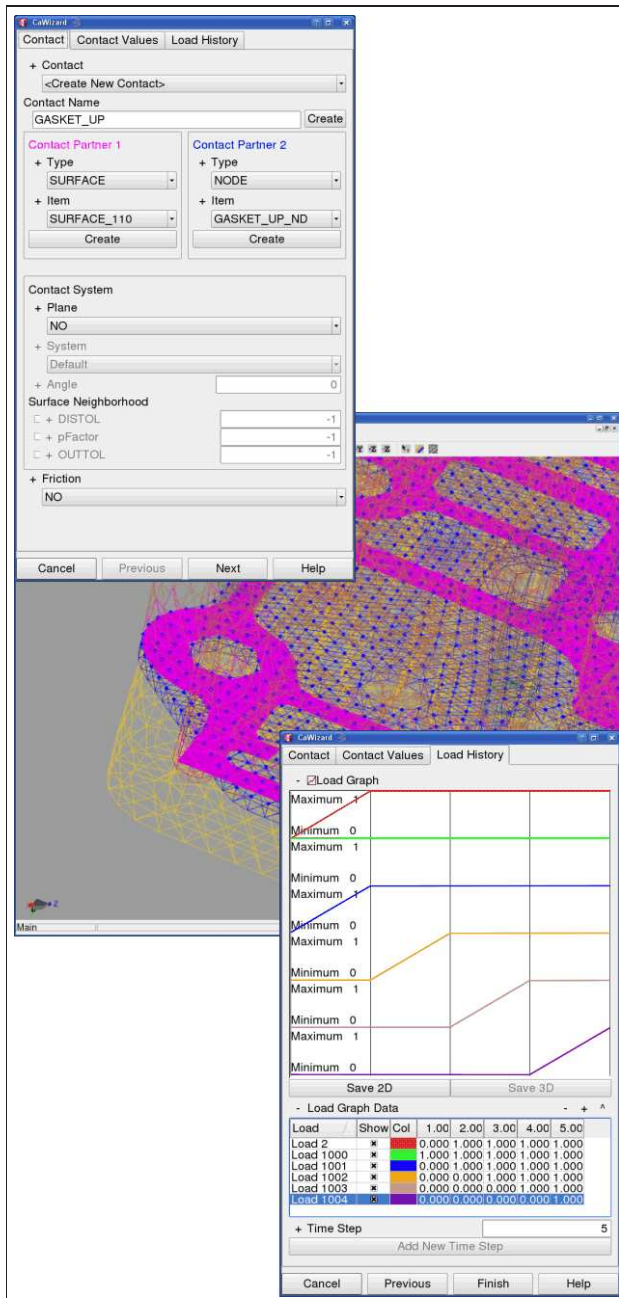 CaWizard
Contact Contact Values Load History
+ Contact
<Create New Contact>
Contact Name
GASKET_UP Create
Contact Partner 1 Contact Partner 2
+ Type + Type
SURFACE NODE
+ Item + Item
SURFACE_110 GASKET_UP_ND
Create Create
Contact System
+ Plane
NO
+ System
Default
+ Angle 0
Surface Neighborhood
+ DISTOL -1
+ pFactor -1
+ OUTTOL -1
+ Friction
NO
Cancel Previous Next Help
Z
Main
CaWizard
Contact Contact Values Load History
- Load Graph
Maximum 1
Minimum 0
Maximum 1
Minimum 0
Maximum 1
Minimum 0
Maximum 1
Minimum 0
Maximum 1
Minimum 0
Maximum 1
Minimum 0
Save 2D Save 3D
- Load Graph Data - + ^
Load Show Col 1.00 2.00 3.00 4.00 5.00
Load 2 0.000 1.000 1.000 1.000 1.000
Load 1000 1.000 1.000 1.000 1.000 1.000
Load 1001 0.000 1.000 1.000 1.000 1.000
Load 1002 0.000 0.000 1.000 1.000 1.000
Load 1003 0.000 0.000 0.000 1.000 1.000
Load 1004 0.000 0.000 0.000 0.000 1.000
+ Time Step 5
Add New Time Step
Cancel Previous Finish Help